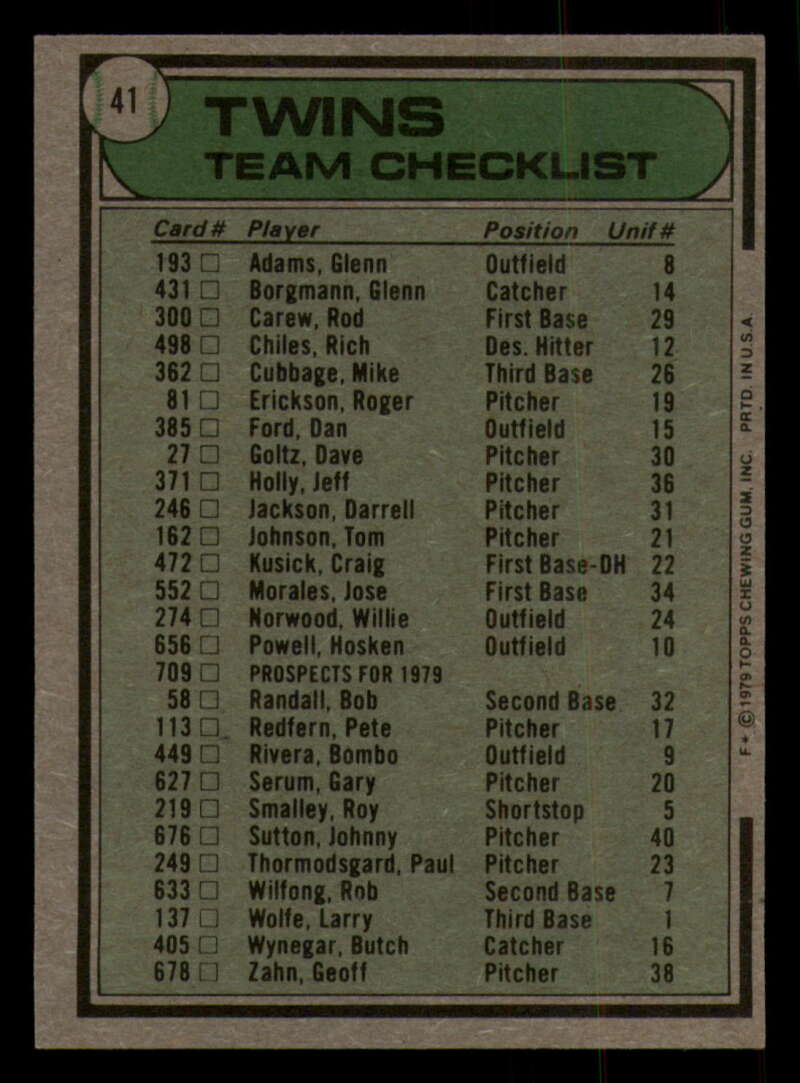 41
TWINS
TEAM CHECKLIST
Card # Player Position Unif #
193 Adams, Glenn Outfield 8
431 Borgmann, Glenn Catcher 14
300 Carew, Rod First Base 29
498 Chiles, Rich Des. Hitter 12
362 Cubbage, Mike Third Base 26
81 Erickson, Roger Pitcher 19
385 Ford, Dan Outfield 15
27 Goltz, Dave Pitcher 30
371 Holly, Jeff Pitcher 36
246 Jackson, Darrell Pitcher 31
162 Johnson, Tom Pitcher 21
472 Kusick, Craig First Base-DH 22
552 Morales, Jose First Base 34
274 Norwood, Willie Outfield 24
656 Powell, Hosken Outfield 10
709 PROSPECTS FOR 1979
58 Randall, Bob Second Base 32
113 Redfern, Pete Pitcher 17
449 Rivera, Bombo Outfield 9
627 Serum, Gary Pitcher 20
219 Smalley, Roy Shortstop 5
676 Sutton, Johnny Pitcher 40
249 Thormodsgard, Paul Pitcher 23
633 Wilfong, Rob Second Base 7
137 Wolfe, Larry Third Base 1
405 Wynegar, Butch Catcher 16
678 Zahn, Geoff Pitcher 38
F* © 1979 TOPPS CHEWING GUM, INC. PRTD. IN U.S.A.